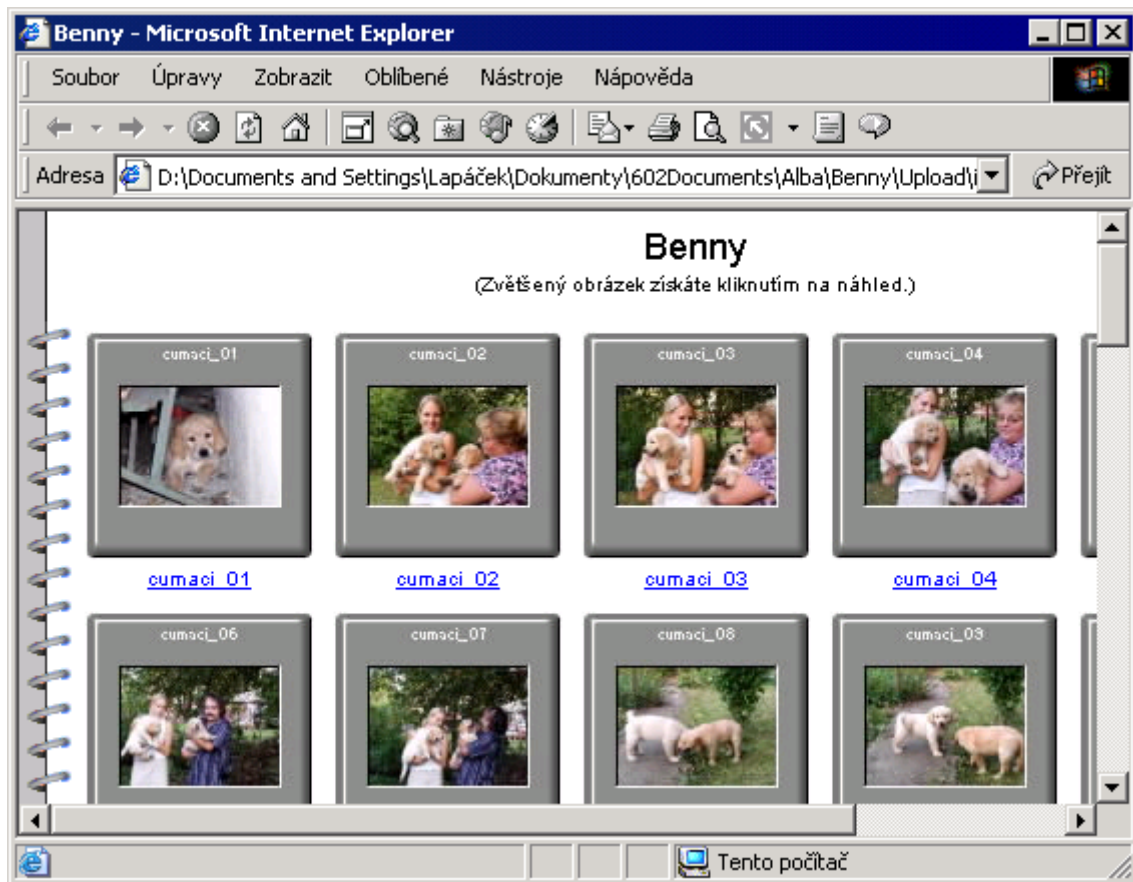 Benny - Microsoft Internet Explorer
Soubor Úpravy Zobrazit Oblíbené Nástroje Nápověda
Adresa D:\Documents and Settings\Lapáček\Dokumenty\602Documents\Alba\Benny\Upload\i Přejít
Benny
(Zvětšený obrázek získáte kliknutím na náhled.)
cumaci_01 cumaci_02 cumaci_03 cumaci_04
cumaci_01 cumaci_02 cumaci_03 cumaci_04
cumaci_06 cumaci_07 cumaci_08 cumaci_09
Tento počítač